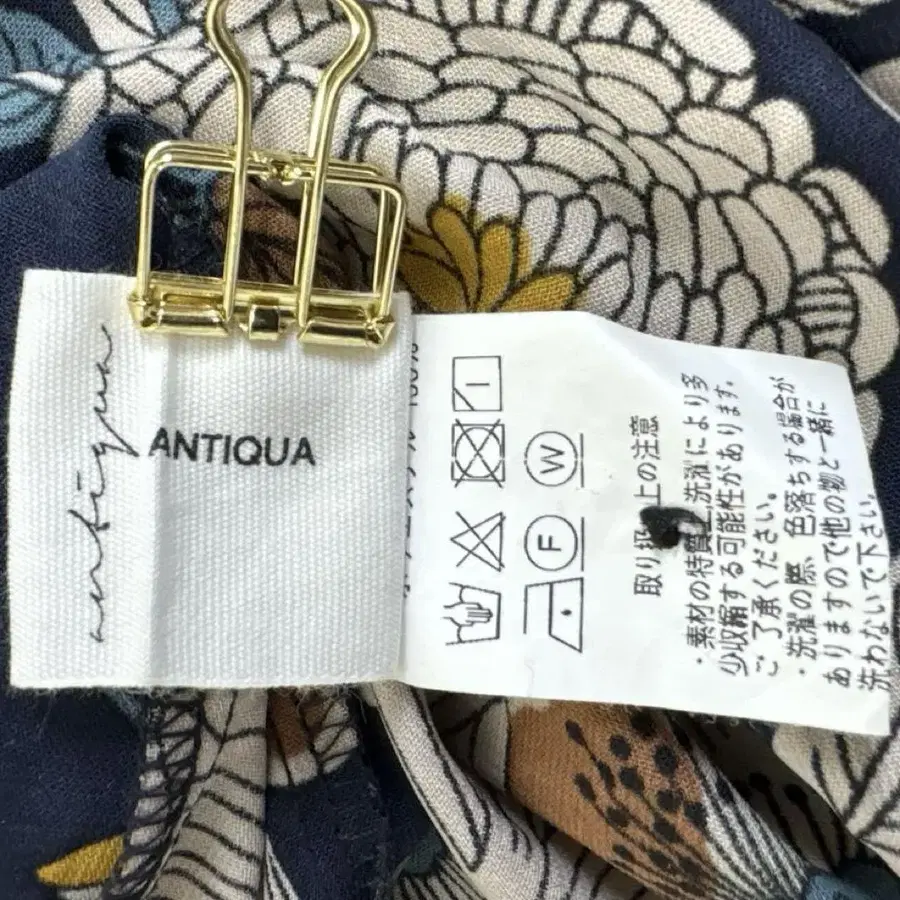 antiqua
ANTIQUA
100%
W
F
取り扱い上の注意
・素材の特質上、洗濯により多
少収縮する可能性があります。
ご了承ください。
・洗濯の際、色落ちする場合が
ありますので他の物と一緒に
洗わないで下さい。